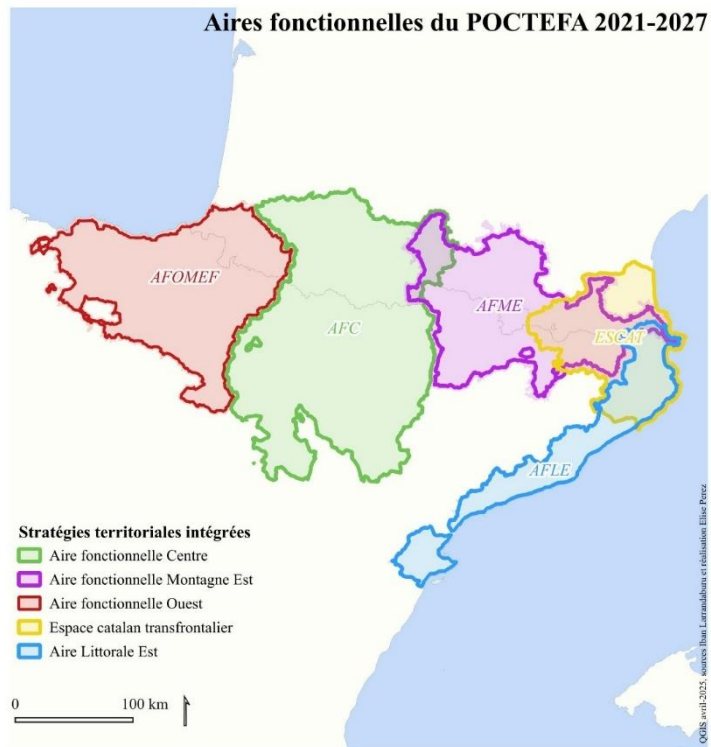 Aires fonctionnelles du POCTEFA 2021-2027
AFOMEF
AFC
AFME
ESCAT
AFLE
Stratégies territoriales intégrées
Aire fonctionnelle Centre
Aire fonctionnelle Montagne Est
Aire fonctionnelle Ouest
Espace catalan transfrontalier
Aire Littorale Est
0 100 km
QGIS avril-2025, sources Iban Larrandaburu et réalisation Elise Perez